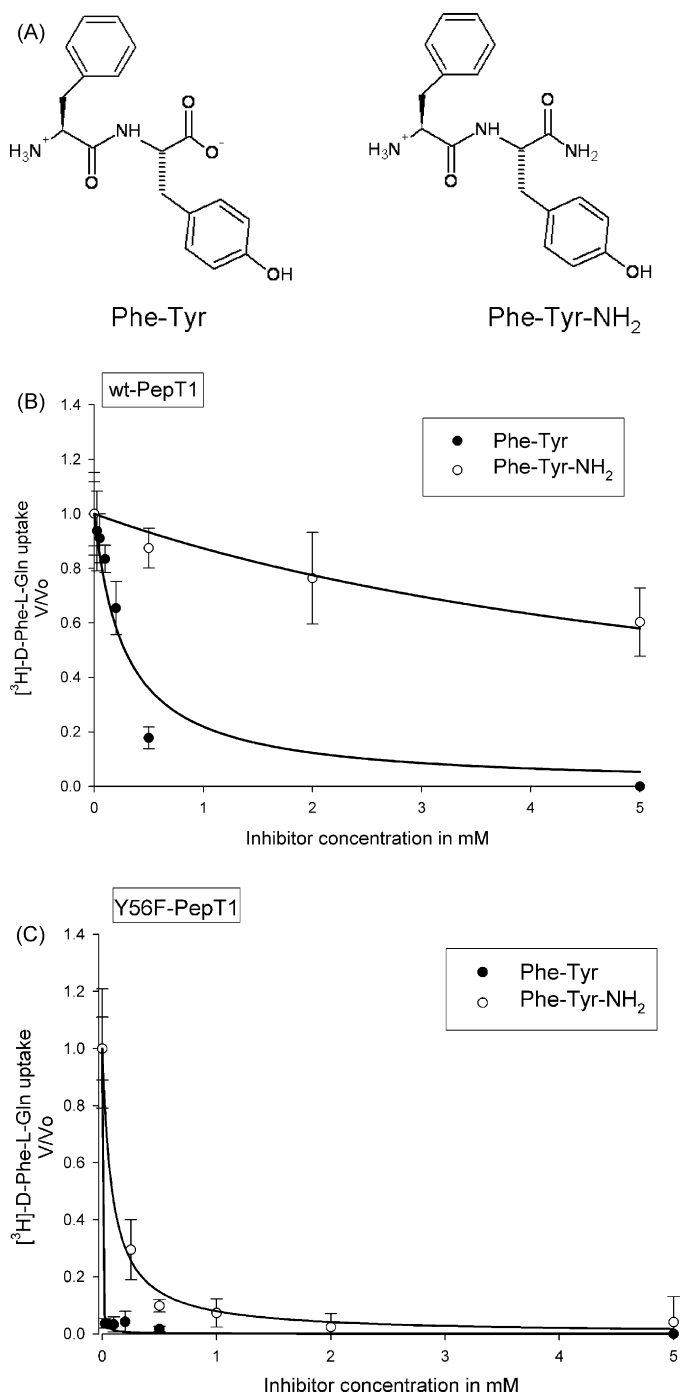 (A)
NH
O
O
O⁻
H₃N⁺
OH
Phe-Tyr
NH
O
O
NH₂
H₃N⁺
OH
Phe-Tyr-NH₂
(B)
wt-PepT1
Phe-Tyr
Phe-Tyr-NH₂
[³H]-D-Phe-L-Gln uptake
V/Vo
1.4
1.2
1.0
0.8
0.6
0.4
0.2
0.0
0 1 2 3 4 5
Inhibitor concentration in mM
(C)
Y56F-PepT1
Phe-Tyr
Phe-Tyr-NH₂
[³H]-D-Phe-L-Gln uptake
V/Vo
1.4
1.2
1.0
0.8
0.6
0.4
0.2
0.0
0 1 2 3 4 5
Inhibitor concentration in mM